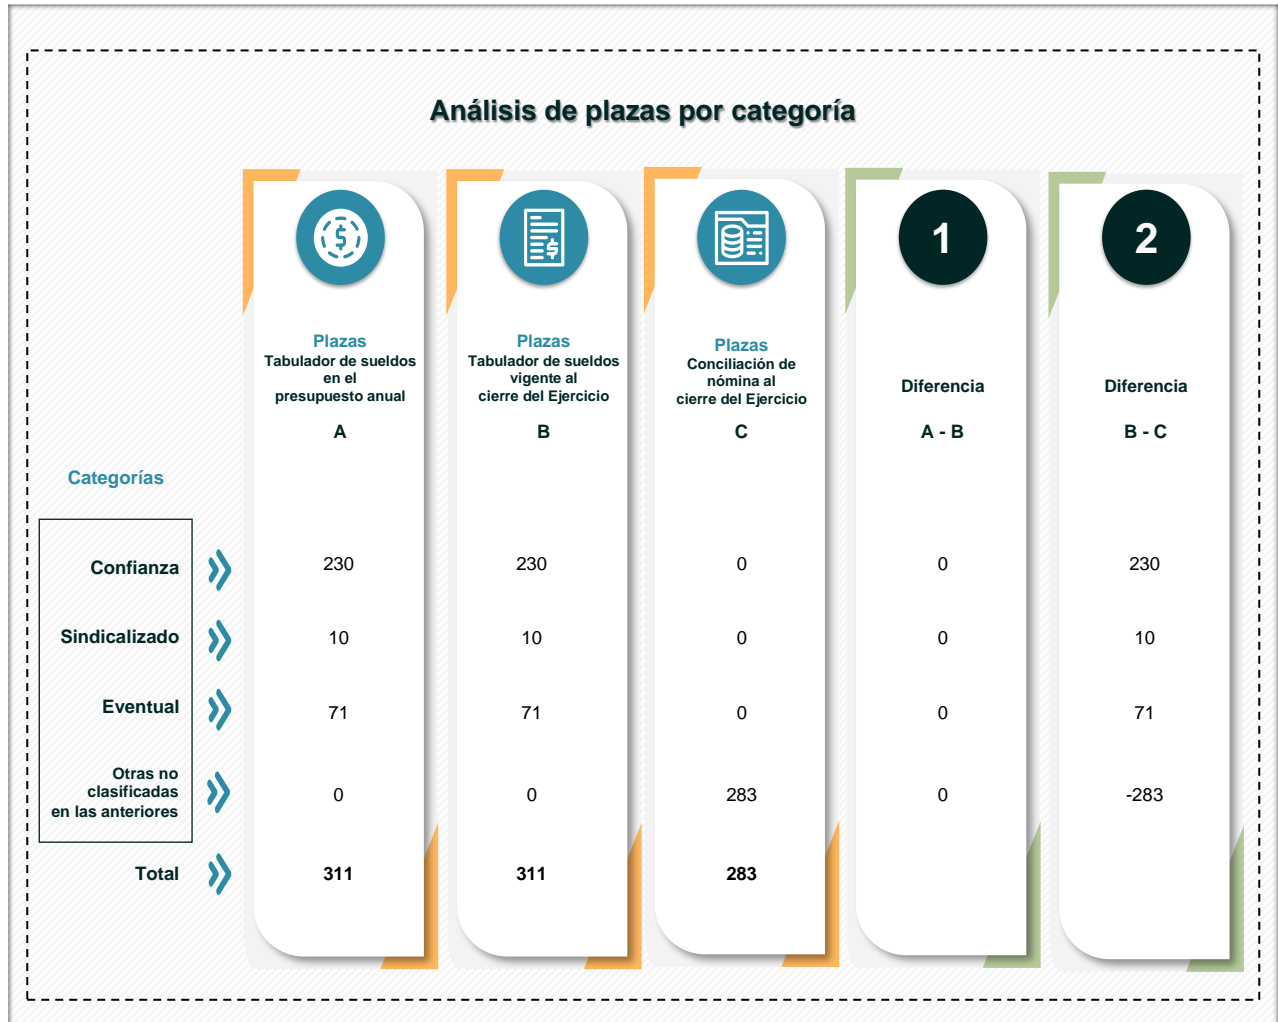 Análisis de plazas por categoría
1
2
Plazas
Tabulador de sueldos
en el
presupuesto anual
A
Plazas
Tabulador de sueldos
vigente al
cierre del Ejercicio
B
Plazas
Conciliación de
nómina al
cierre del Ejercicio
C
Diferencia
A - B
Diferencia
B - C
Categorías
Confianza 230 230 0 0 230
Sindicalizado 10 10 0 0 10
Eventual 71 71 0 0 71
Otras no
clasificadas
en las anteriores
0 0 283 0 -283
Total 311 311 283